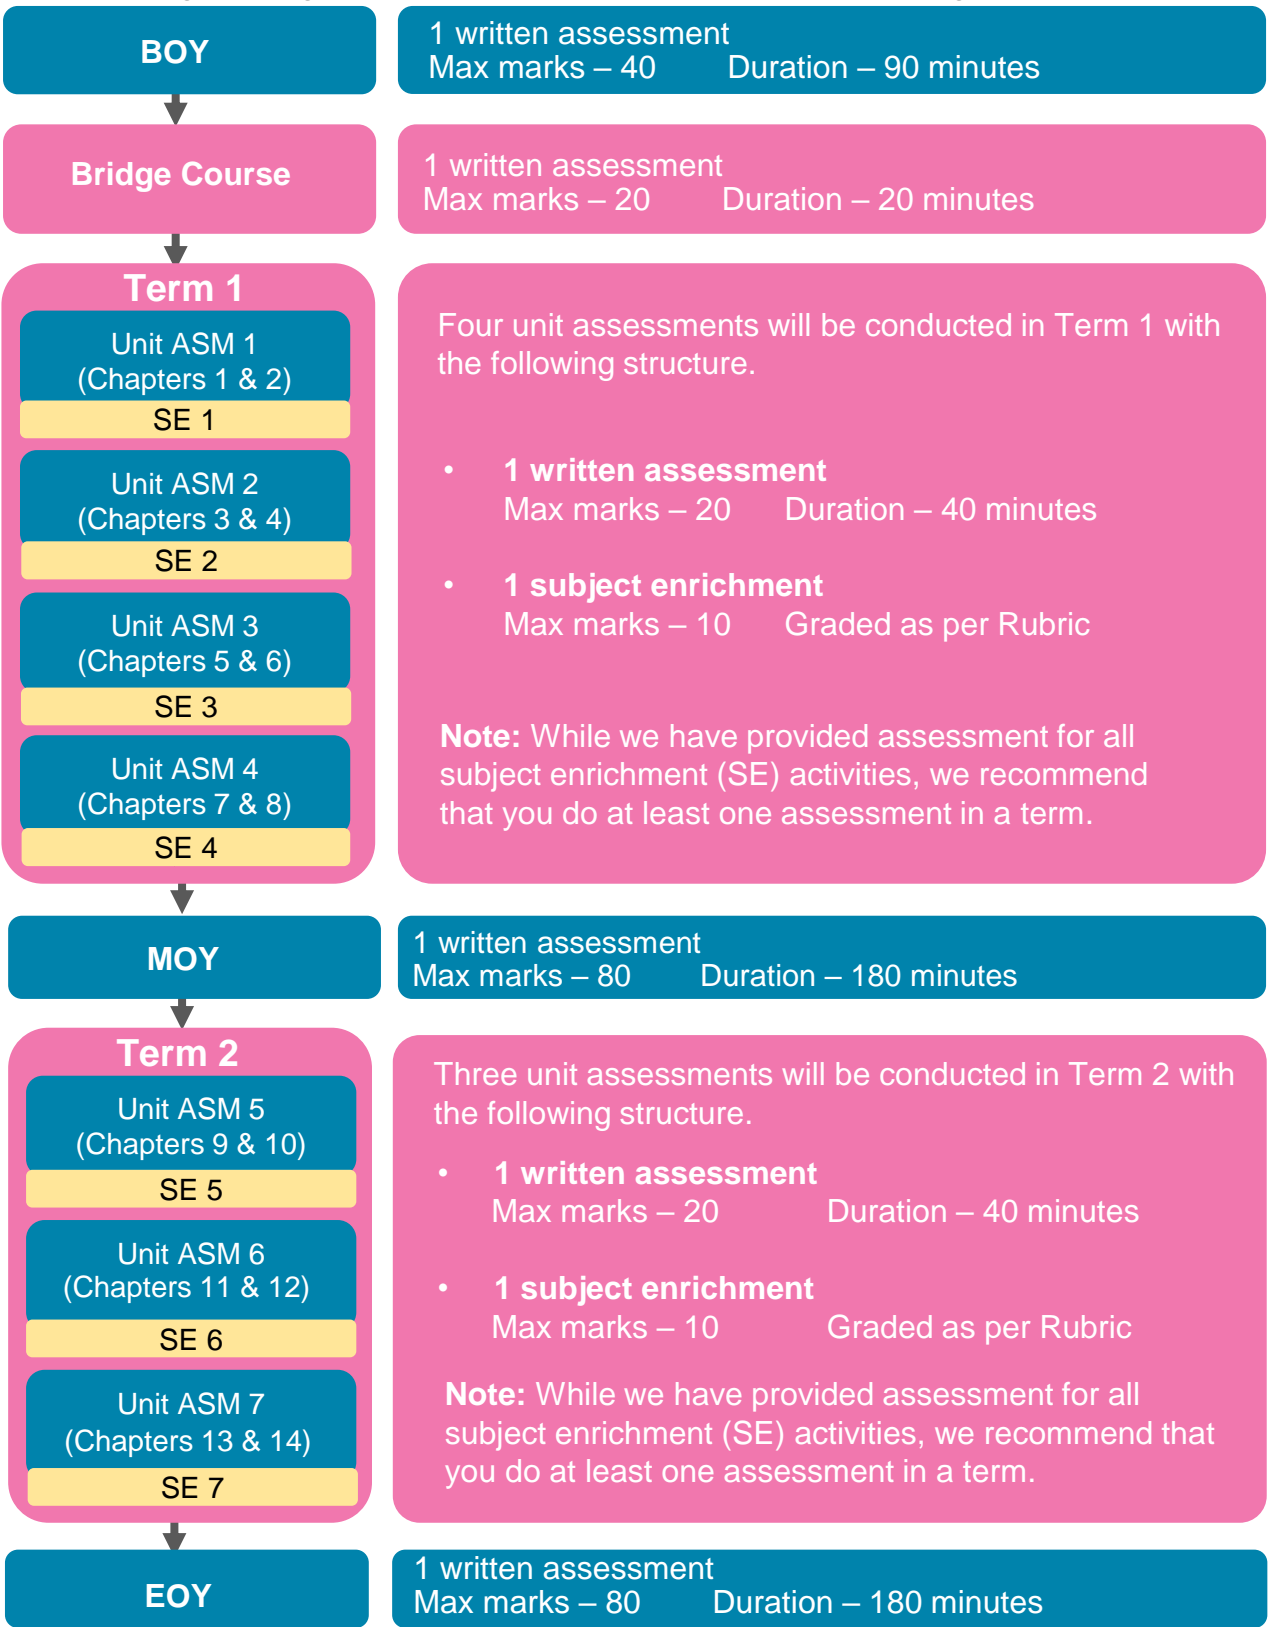 BOY
1 written assessment
Max marks – 40 Duration – 90 minutes
Bridge Course
1 written assessment
Max marks – 20 Duration – 20 minutes
Term 1
Unit ASM 1
(Chapters 1 & 2)
SE 1
Unit ASM 2
(Chapters 3 & 4)
SE 2
Unit ASM 3
(Chapters 5 & 6)
SE 3
Unit ASM 4
(Chapters 7 & 8)
SE 4
Four unit assessments will be conducted in Term 1 with
the following structure.
• 1 written assessment
Max marks – 20 Duration – 40 minutes
• 1 subject enrichment
Max marks – 10 Graded as per Rubric
Note: While we have provided assessment for all
subject enrichment (SE) activities, we recommend
that you do at least one assessment in a term.
MOY
1 written assessment
Max marks – 80 Duration – 180 minutes
Term 2
Unit ASM 5
(Chapters 9 & 10)
SE 5
Unit ASM 6
(Chapters 11 & 12)
SE 6
Unit ASM 7
(Chapters 13 & 14)
SE 7
Three unit assessments will be conducted in Term 2 with
the following structure.
• 1 written assessment
Max marks – 20 Duration – 40 minutes
• 1 subject enrichment
Max marks – 10 Graded as per Rubric
Note: While we have provided assessment for all
subject enrichment (SE) activities, we recommend that
you do at least one assessment in a term.
EOY
1 written assessment
Max marks – 80 Duration – 180 minutes